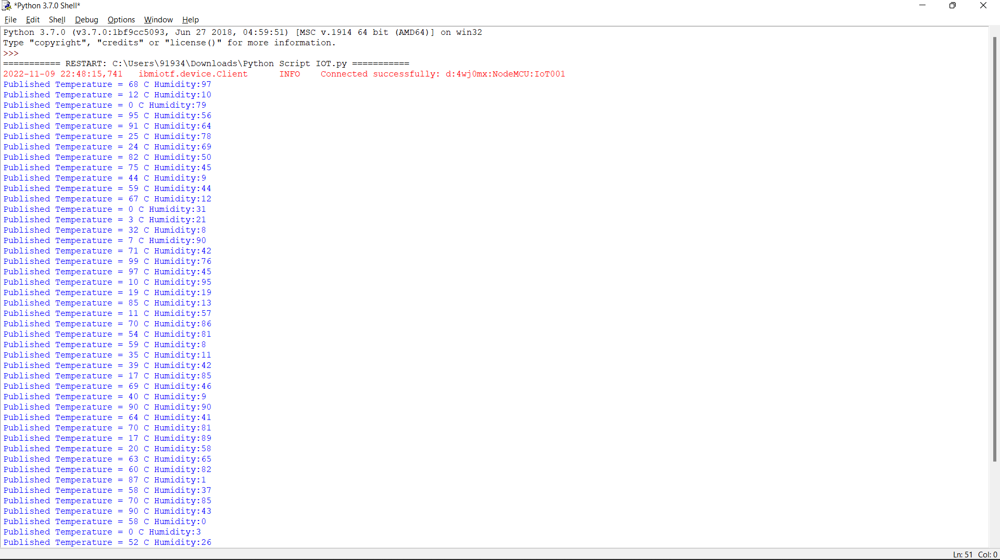 *Python 3.7.0 Shell*
File Edit Shell Debug Options Window Help
Python 3.7.0 (v3.7.0:1bf9cc5093, Jun 27 2018, 04:59:51) [MSC v.1914 64 bit (AMD64)] on win32
Type "copyright", "credits" or "license()" for more information.
>>>
=========== RESTART: C:\Users\91934\Downloads\Python Script IOT.py ===========
2022-11-09 22:48:15,741   ibmiotf.device.Client      INFO    Connected successfully: d:4wj0mx:NodeMCU:IoT001
Published Temperature = 68 C Humidity:97
Published Temperature = 12 C Humidity:10
Published Temperature = 0 C Humidity:79
Published Temperature = 95 C Humidity:56
Published Temperature = 91 C Humidity:64
Published Temperature = 25 C Humidity:78
Published Temperature = 24 C Humidity:69
Published Temperature = 82 C Humidity:50
Published Temperature = 75 C Humidity:45
Published Temperature = 44 C Humidity:9
Published Temperature = 59 C Humidity:44
Published Temperature = 67 C Humidity:12
Published Temperature = 0 C Humidity:31
Published Temperature = 3 C Humidity:21
Published Temperature = 32 C Humidity:8
Published Temperature = 7 C Humidity:90
Published Temperature = 71 C Humidity:42
Published Temperature = 99 C Humidity:76
Published Temperature = 97 C Humidity:45
Published Temperature = 10 C Humidity:95
Published Temperature = 19 C Humidity:19
Published Temperature = 85 C Humidity:13
Published Temperature = 11 C Humidity:57
Published Temperature = 70 C Humidity:86
Published Temperature = 54 C Humidity:81
Published Temperature = 59 C Humidity:8
Published Temperature = 35 C Humidity:11
Published Temperature = 39 C Humidity:42
Published Temperature = 17 C Humidity:85
Published Temperature = 69 C Humidity:46
Published Temperature = 40 C Humidity:9
Published Temperature = 90 C Humidity:90
Published Temperature = 64 C Humidity:41
Published Temperature = 70 C Humidity:81
Published Temperature = 17 C Humidity:89
Published Temperature = 20 C Humidity:58
Published Temperature = 63 C Humidity:65
Published Temperature = 60 C Humidity:82
Published Temperature = 87 C Humidity:1
Published Temperature = 58 C Humidity:37
Published Temperature = 70 C Humidity:85
Published Temperature = 90 C Humidity:43
Published Temperature = 58 C Humidity:0
Published Temperature = 0 C Humidity:3
Published Temperature = 52 C Humidity:26
Ln: 51 Col: 0